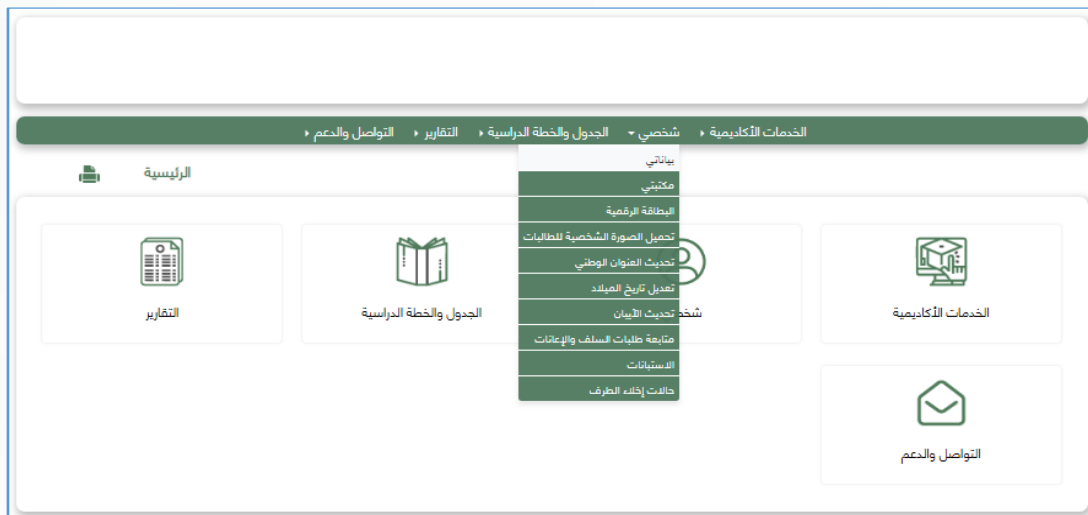 الخدمات الأكاديمية شخصي الجدول والخطة الدراسية التقارير التواصل والدعم
الرئيسية
بياناتي
مكتبتي
البطاقة الرقمية
تحميل الصورة الشخصية للطالبات
تحديث العنوان الوطني
تعديل تاريخ الميلاد
تحديث الآيبان
متابعة طلبات السلف والإعانات
الاستبانات
حالات إخلاء الطرف
الخدمات الأكاديمية
شخص
الجدول والخطة الدراسية
التقارير
التواصل والدعم